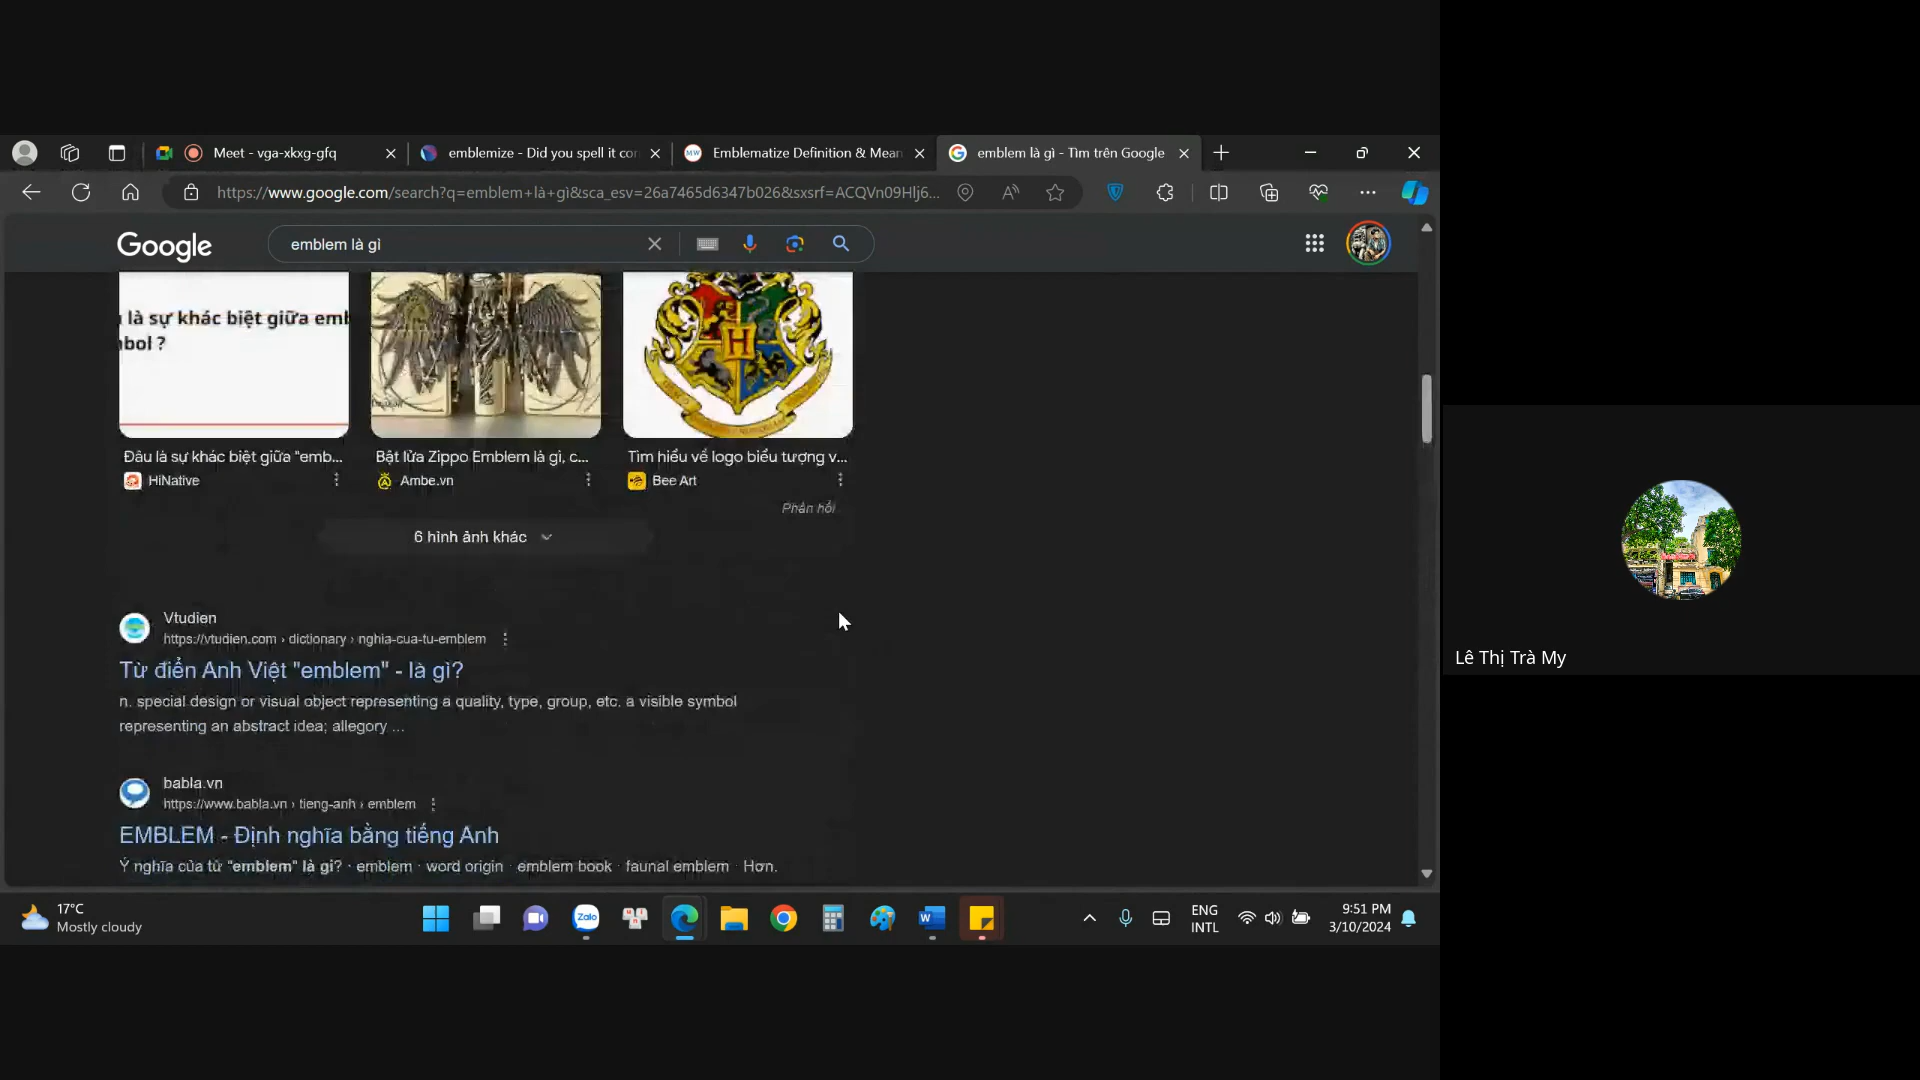 Meet - vga-xkxg-gfq
emblemize - Did you spell it cor
Emblematize Definition & Mean
emblem là gì - Tìm trên Google
https://www.google.com/search?q=emblem+là+gì&sca_esv=26a7465d6347b026&sxsrf=ACQVn09Hlj6...
Google
emblem là gì
là sự khác biệt giữa emb
bol ?
H
Đâu là sự khác biệt giữa "emb...
HiNative
Bật lửa Zippo Emblem là gì, c...
Ambe.vn
Tìm hiểu về logo biểu tượng v...
Bee Art
Phản hồi
6 hình ảnh khác
Vtudien
https://vtudien.com › dictionary › nghia-cua-tu-emblem
Từ điển Anh Việt "emblem" - là gì?
n. special design or visual object representing a quality, type, group, etc. a visible symbol
representing an abstract idea; allegory ...
babla.vn
https://www.babla.vn › tieng-anh › emblem
EMBLEM - Định nghĩa bằng tiếng Anh
Ý nghĩa của từ "emblem" là gì? · emblem · word origin · emblem book · faunal emblem · Hơn.
17°C
Mostly cloudy
Zalo
ENG
INTL
9:51 PM
3/10/2024
Lê Thị Trà My